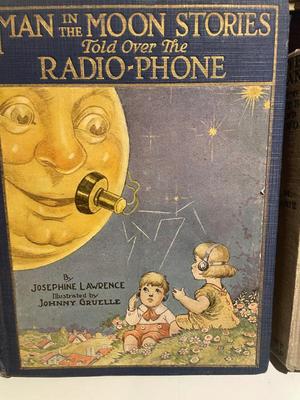 MAN IN THE MOON STORIES
Told Over The
RADIO-PHONE
By
JOSEPHINE LAWRENCE
Illustrated by
JOHNNY GRUELLE